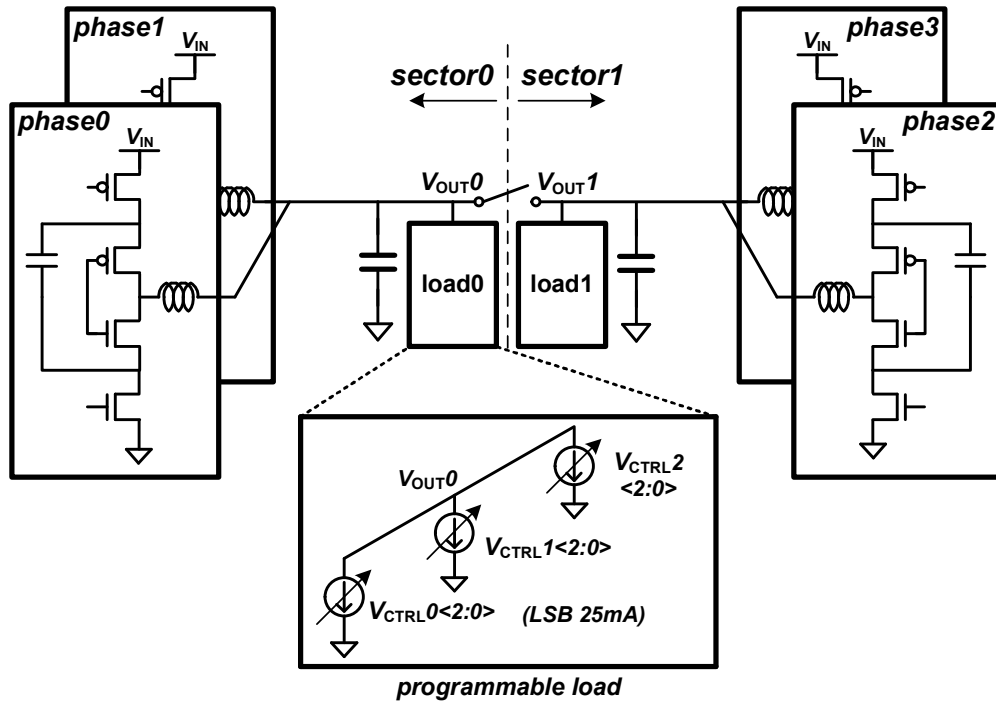 phase1
VIN
phase0
VIN
sector0
sector1
phase3
VIN
phase2
VIN
VOUT0
VOUT1
load0
load1
VOUT0
VCTRL2
<2:0>
VCTRL1<2:0>
VCTRL0<2:0>
(LSB 25mA)
programmable load